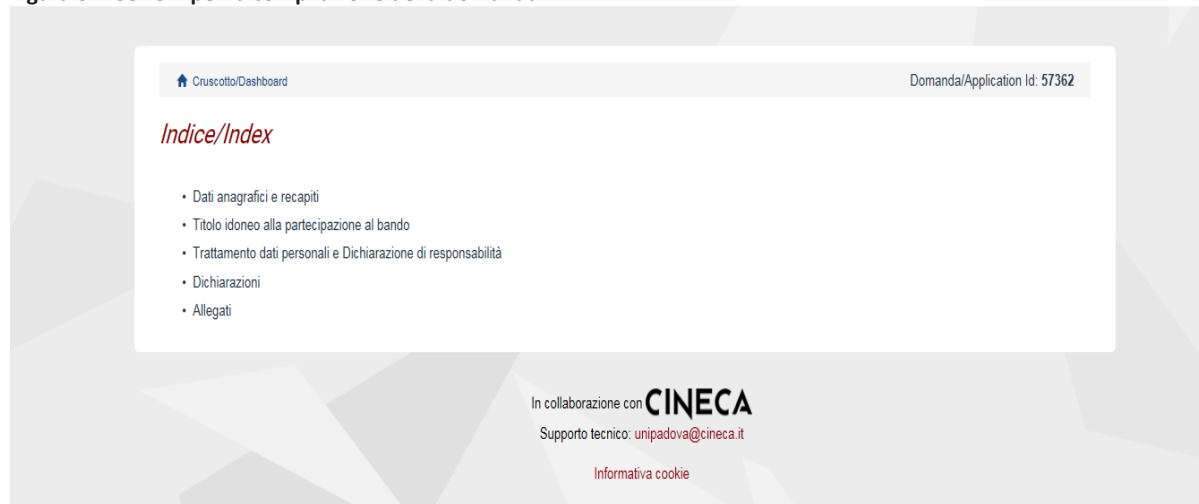 Cruscotto/Dashboard
Domanda/Application Id: 57362
Indice/Index
• Dati anagrafici e recapiti
• Titolo idoneo alla partecipazione al bando
• Trattamento dati personali e Dichiarazione di responsabilità
• Dichiarazioni
• Allegati
In collaborazione con CINECA
Supporto tecnico: unipadova@cineca.it
Informativa cookie